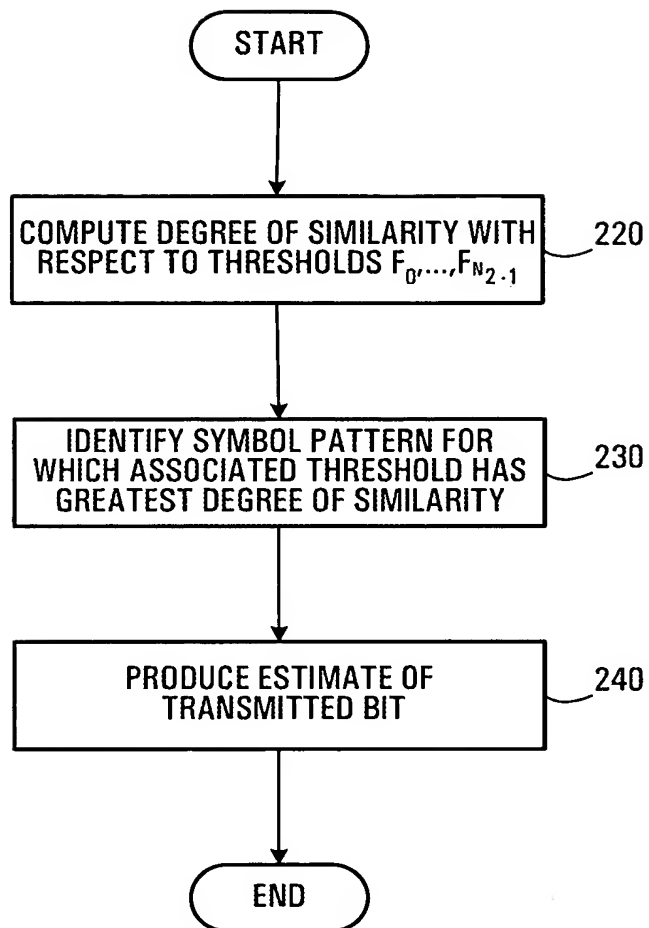 START
COMPUTE DEGREE OF SIMILARITY WITH
RESPECT TO THRESHOLDS F0,...,FN2-1
220
IDENTIFY SYMBOL PATTERN FOR
WHICH ASSOCIATED THRESHOLD HAS
GREATEST DEGREE OF SIMILARITY
230
PRODUCE ESTIMATE OF
TRANSMITTED BIT
240
END